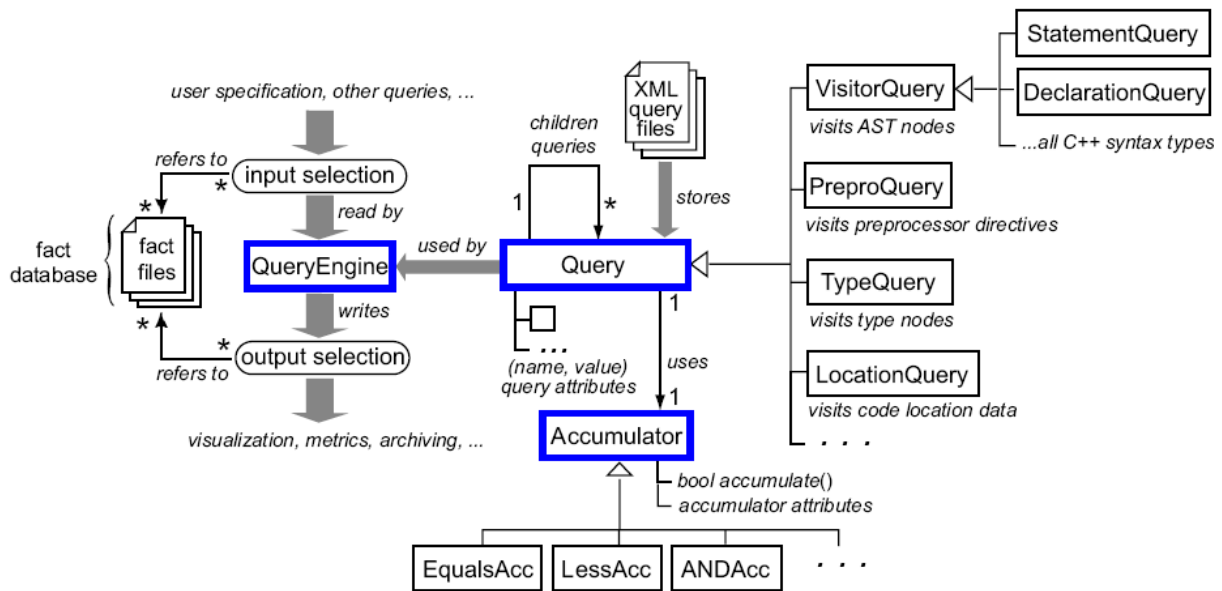 user specification, other queries, ...
refers to
*
*
input selection
read by
fact
database
fact
files
QueryEngine
writes
*
*
refers to
output selection
visualization, metrics, archiving, ...
used by
children
queries
1
*
XML
query
files
stores
Query
...
(name, value)
query attributes
1
uses
1
Accumulator
bool accumulate()
accumulator attributes
EqualsAcc
LessAcc
ANDAcc
. . .
VisitorQuery
visits AST nodes
StatementQuery
DeclarationQuery
...all C++ syntax types
PreproQuery
visits preprocessor directives
TypeQuery
visits type nodes
LocationQuery
visits code location data
. . .